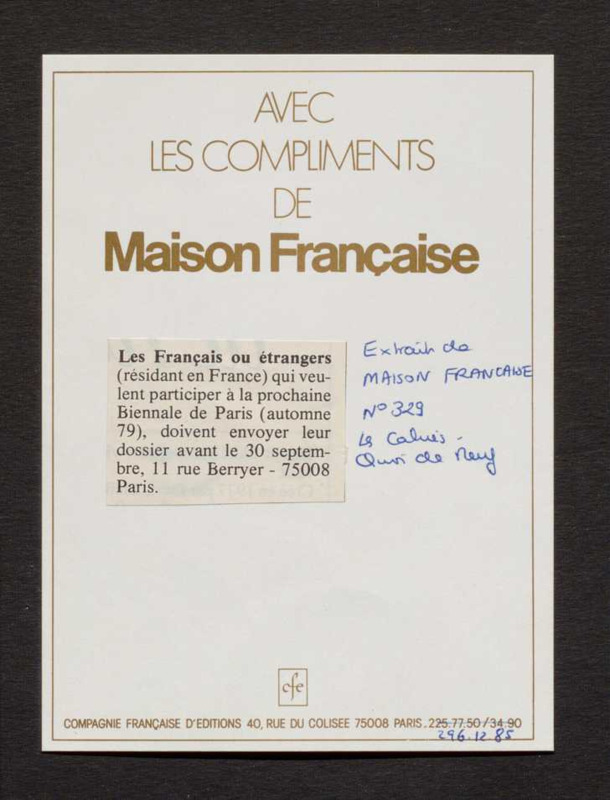 AVEC
LES COMPLIMENTS
DE
Maison Française
Les Français ou étrangers
(résidant en France) qui veu-
lent participer à la prochaine
Biennale de Paris (automne
79), doivent envoyer leur
dossier avant le 30 septem-
bre, 11 rue Berryer - 75008
Paris.
Extrait de
MAISON FRANCAISE
N° 329
Quoi de Neuf
cfe
COMPAGNIE FRANÇAISE D'EDITIONS 40, RUE DU COLISEE 75008 PARIS. 225.77.50/34.90
296.12.85